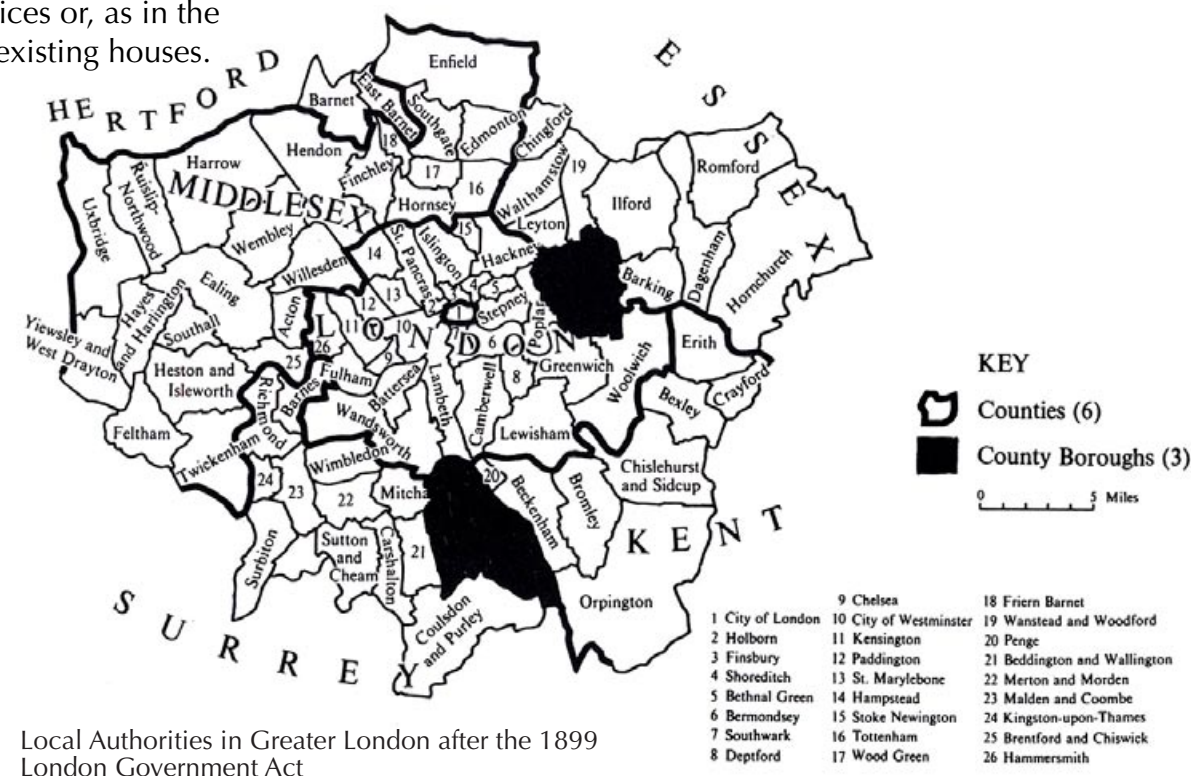 ices or, as in the
existing houses.
HERTFORD
ESSEX
MIDDLESEX
LONDON
KENT
SURREY
Enfield
Barnet
East Barnet
Southgate
Edmonton
Chingford
Harrow
Hendon
Finchley
18
17
16
19
Walthamstow
Romford
Ruislip-
Northwood
Uxbridge
Hornsey
Ilford
Wembley
Willesden
14
St. Pancras
Islington
15
Hackney
Leyton
Barking
Dagenham
Hornchurch
Hayes
and Harlington
Ealing
Southall
Acton
12
13
2
3
4
5
1
Stepney
Poplar
Yiewsley and
West Drayton
Heston and
Isleworth
25
26
11
10
9
7
6
8
Greenwich
Woolwich
Erith
Crayford
Bexley
Fulham
Battersea
Lambeth
Camberwell
Lewisham
Barnes
Richmond
Wandsworth
Feltham
Twickenham
Wimbledon
24
23
22
Mitcha
20
Beckenham
Bromley
Chislehurst
and Sidcup
Surbiton
Sutton
and
Cheam
Carshalton
21
Coulsdon
and Purley
Orpington
KEY
Counties (6)
County Boroughs (3)
0 5 Miles
1 City of London
2 Holborn
3 Finsbury
4 Shoreditch
5 Bethnal Green
6 Bermondsey
7 Southwark
8 Deptford
9 Chelsea
10 City of Westminster
11 Kensington
12 Paddington
13 St. Marylebone
14 Hampstead
15 Stoke Newington
16 Tottenham
17 Wood Green
18 Friern Barnet
19 Wanstead and Woodford
20 Penge
21 Beddington and Wallington
22 Merton and Morden
23 Malden and Coombe
24 Kingston-upon-Thames
25 Brentford and Chiswick
26 Hammersmith
Local Authorities in Greater London after the 1899
London Government Act